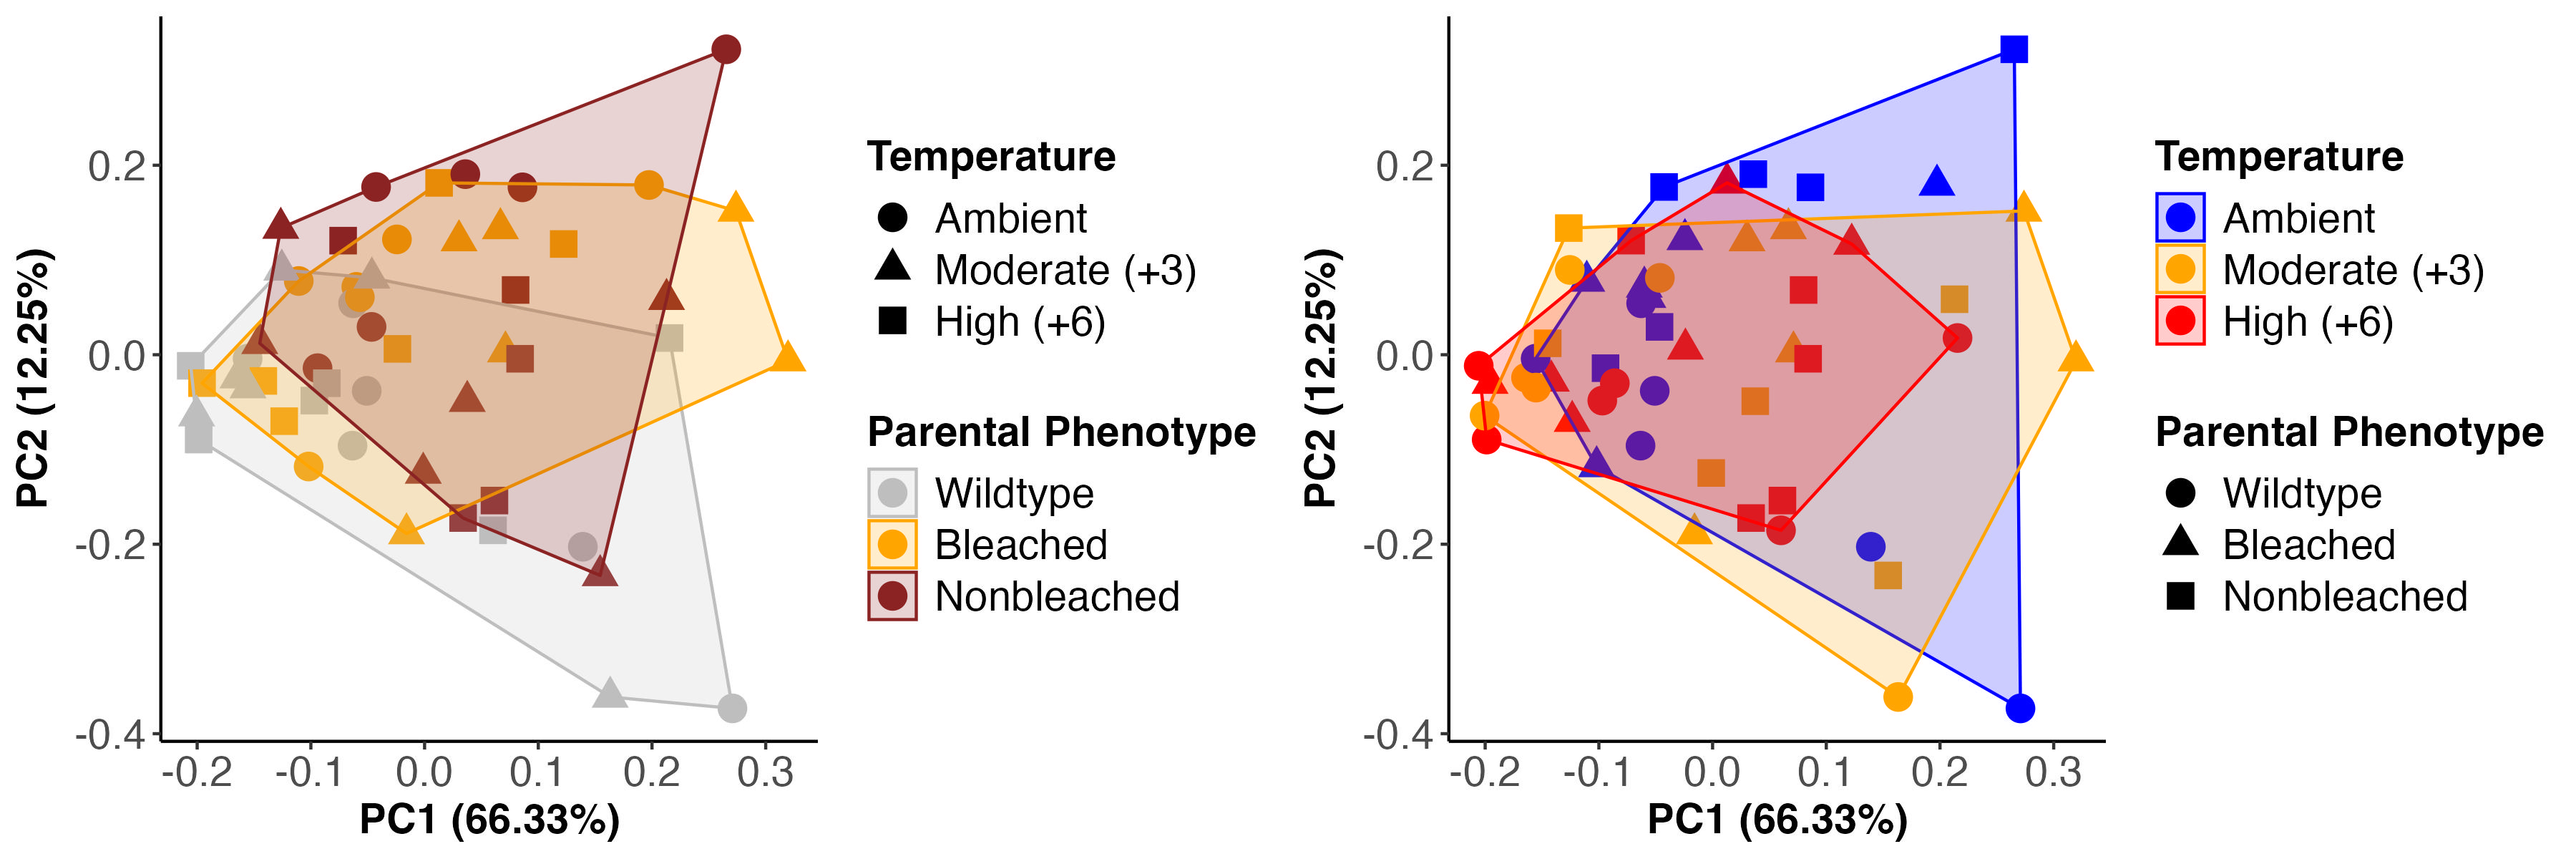 0.2
0.0
-0.2
-0.4
PC2 (12.25%)
-0.2 -0.1 0.0 0.1 0.2 0.3
PC1 (66.33%)
Temperature
Ambient
Moderate (+3)
High (+6)
Parental Phenotype
Wildtype
Bleached
Nonbleached
0.2
0.0
-0.2
-0.4
PC2 (12.25%)
-0.2 -0.1 0.0 0.1 0.2 0.3
PC1 (66.33%)
Temperature
Ambient
Moderate (+3)
High (+6)
Parental Phenotype
Wildtype
Bleached
Nonbleached